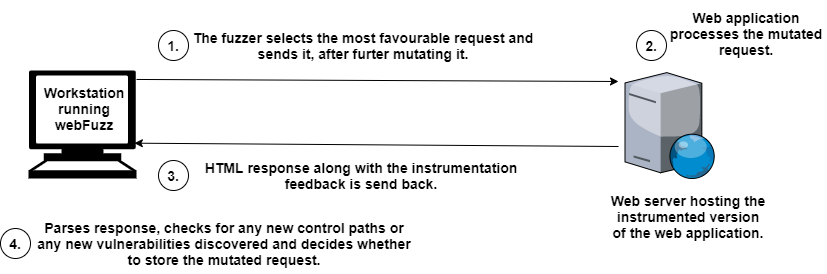 1.
The fuzzer selects the most favourable request and
sends it, after furter mutating it.
2.
Web application
processes the mutated
request.
Workstation
running
webFuzz
3.
HTML response along with the instrumentation
feedback is send back.
Web server hosting the
instrumented version
of the web application.
4.
Parses response, checks for any new control paths or
any new vulnerabilities discovered and decides whether
to store the mutated request.